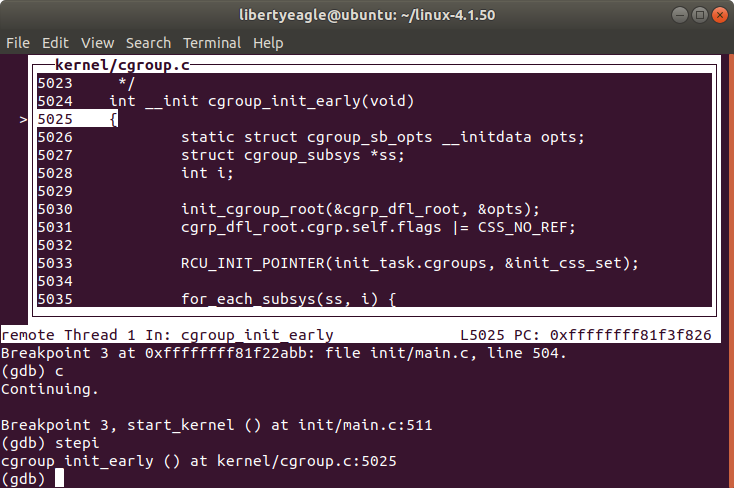 libertyeagle@ubuntu: ~/linux-4.1.50
File Edit View Search Terminal Help
kernel/cgroup.c
5023 */
5024 int __init cgroup_init_early(void)
>5025 {
5026 static struct cgroup_sb_opts __initdata opts;
5027 struct cgroup_subsys *ss;
5028 int i;
5029
5030 init_cgroup_root(&cgrp_dfl_root, &opts);
5031 cgrp_dfl_root.cgrp.self.flags |= CSS_NO_REF;
5032
5033 RCU_INIT_POINTER(init_task.cgroups, &init_css_set);
5034
5035 for_each_subsys(ss, i) {
remote Thread 1 In: cgroup_init_early L5025 PC: 0xffffffff81f3f826
Breakpoint 3 at 0xffffffff81f22abb: file init/main.c, line 504.
(gdb) c
Continuing.
Breakpoint 3, start_kernel () at init/main.c:511
(gdb) stepi
cgroup_init_early () at kernel/cgroup.c:5025
(gdb)